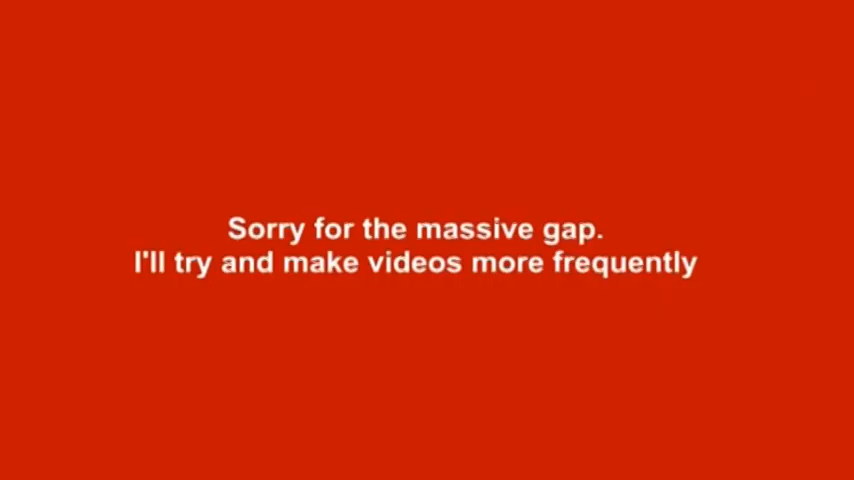 Sorry for the massive gap.
I'll try and make videos more frequently